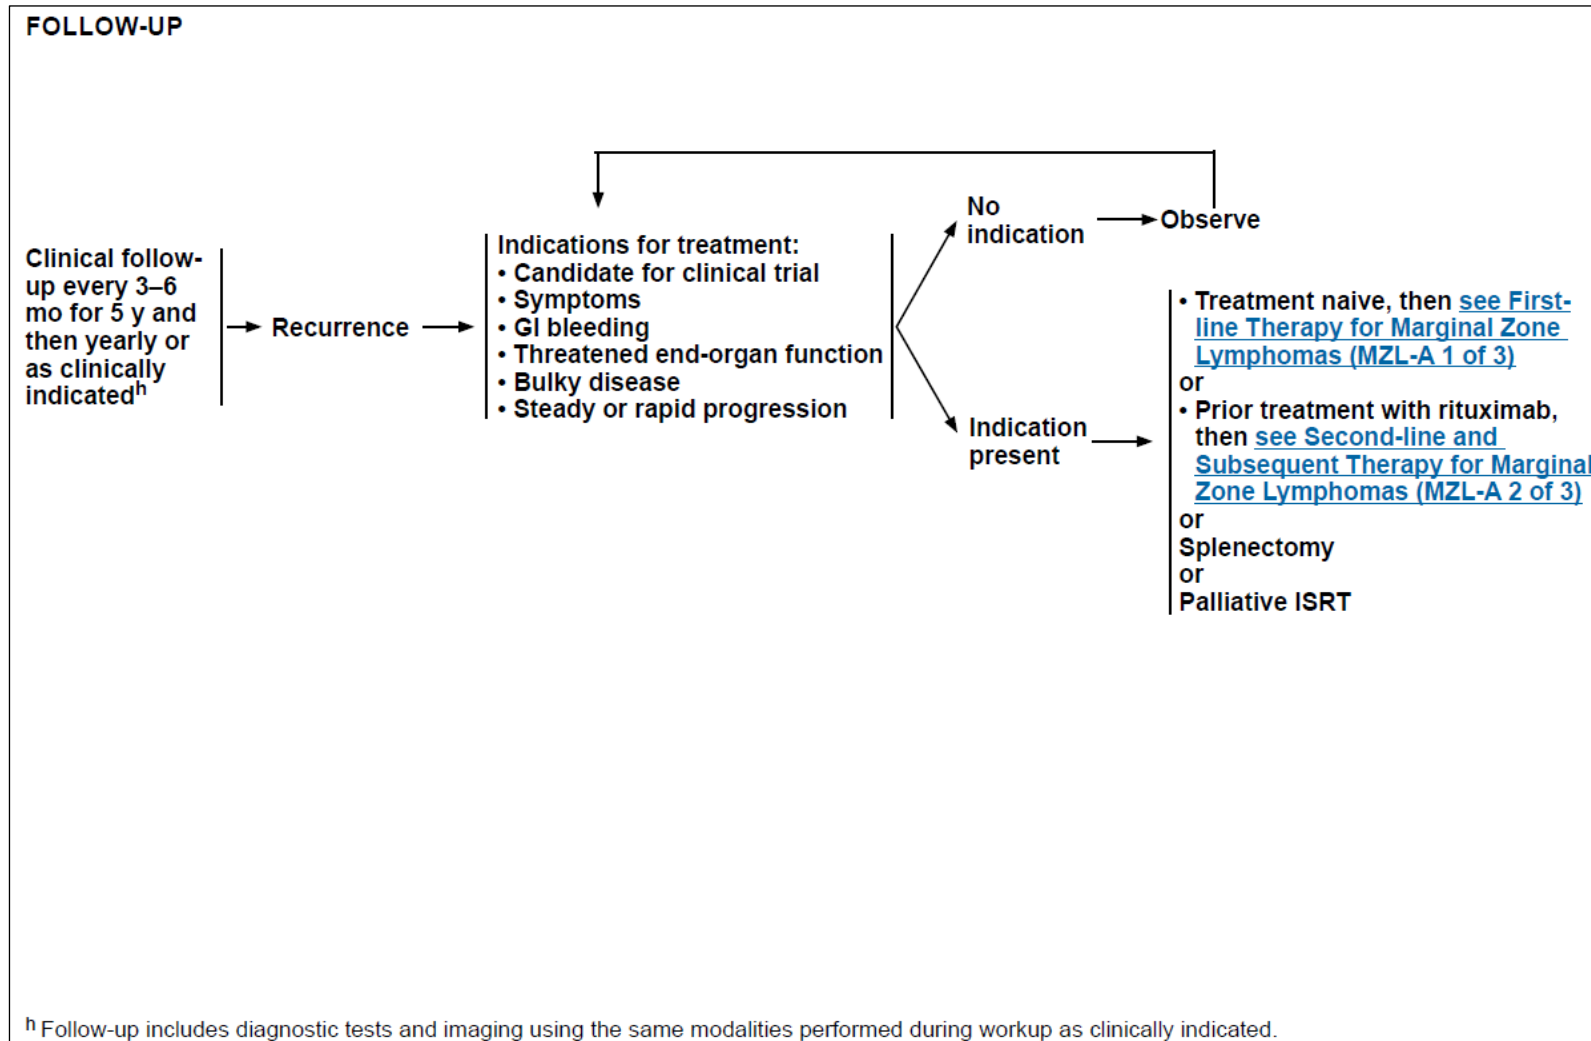 FOLLOW-UP
Clinical follow-
up every 3–6
mo for 5 y and
then yearly or
as clinically
indicatedh
Recurrence
Indications for treatment:
• Candidate for clinical trial
• Symptoms
• GI bleeding
• Threatened end-organ function
• Bulky disease
• Steady or rapid progression
No
indication
Observe
Indication
present
• Treatment naive, then see First-
line Therapy for Marginal Zone
Lymphomas (MZL-A 1 of 3)
or
• Prior treatment with rituximab,
then see Second-line and
Subsequent Therapy for Marginal
Zone Lymphomas (MZL-A 2 of 3)
or
Splenectomy
or
Palliative ISRT
h Follow-up includes diagnostic tests and imaging using the same modalities performed during workup as clinically indicated.